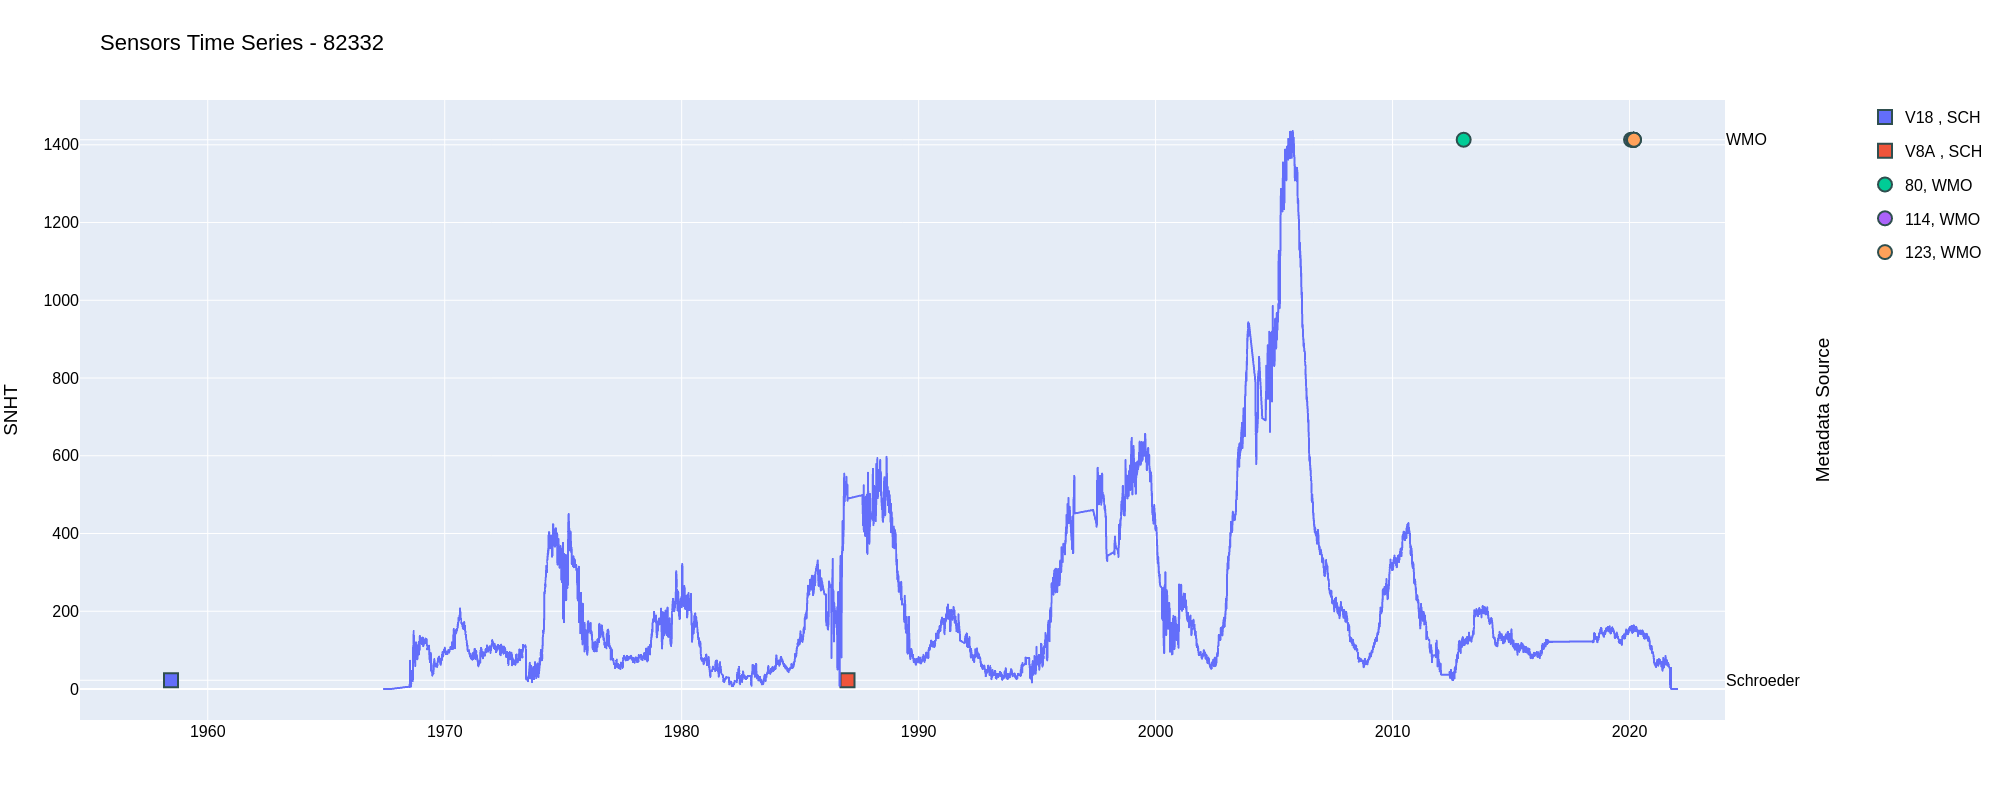 Sensors Time Series - 82332
V18 , SCH
V8A , SCH
80, WMO
114, WMO
123, WMO
WMO
Schroeder
Metadata Source
SNHT
1400
1200
1000
800
600
400
200
0
1960 1970 1980 1990 2000 2010 2020